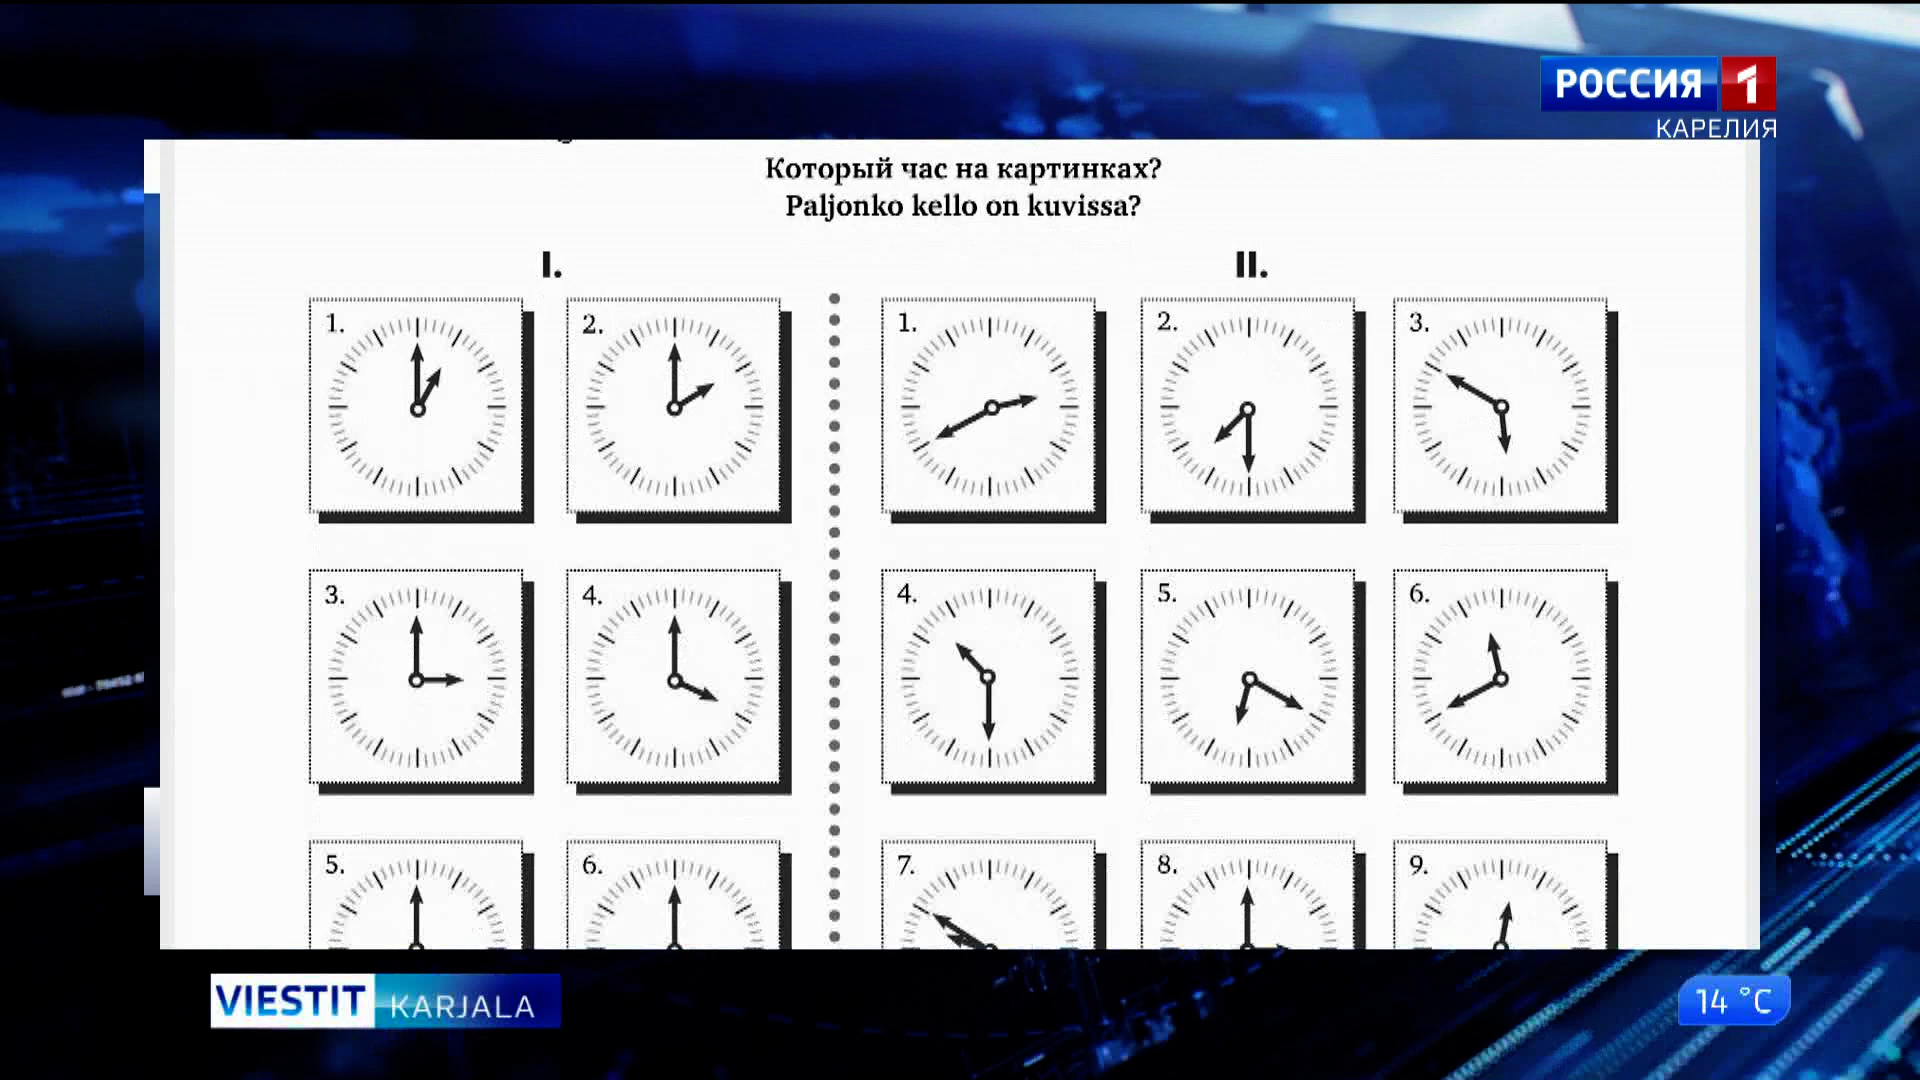 РОССИЯ 1
КАРЕЛИЯ
Который час на картинках?
Paljonko kello on kuvissa?
I.
II.
1.
2.
1.
2.
3.
3.
4.
4.
5.
6.
5.
6.
7.
8.
9.
VIESTIT KARJALA
14 °C